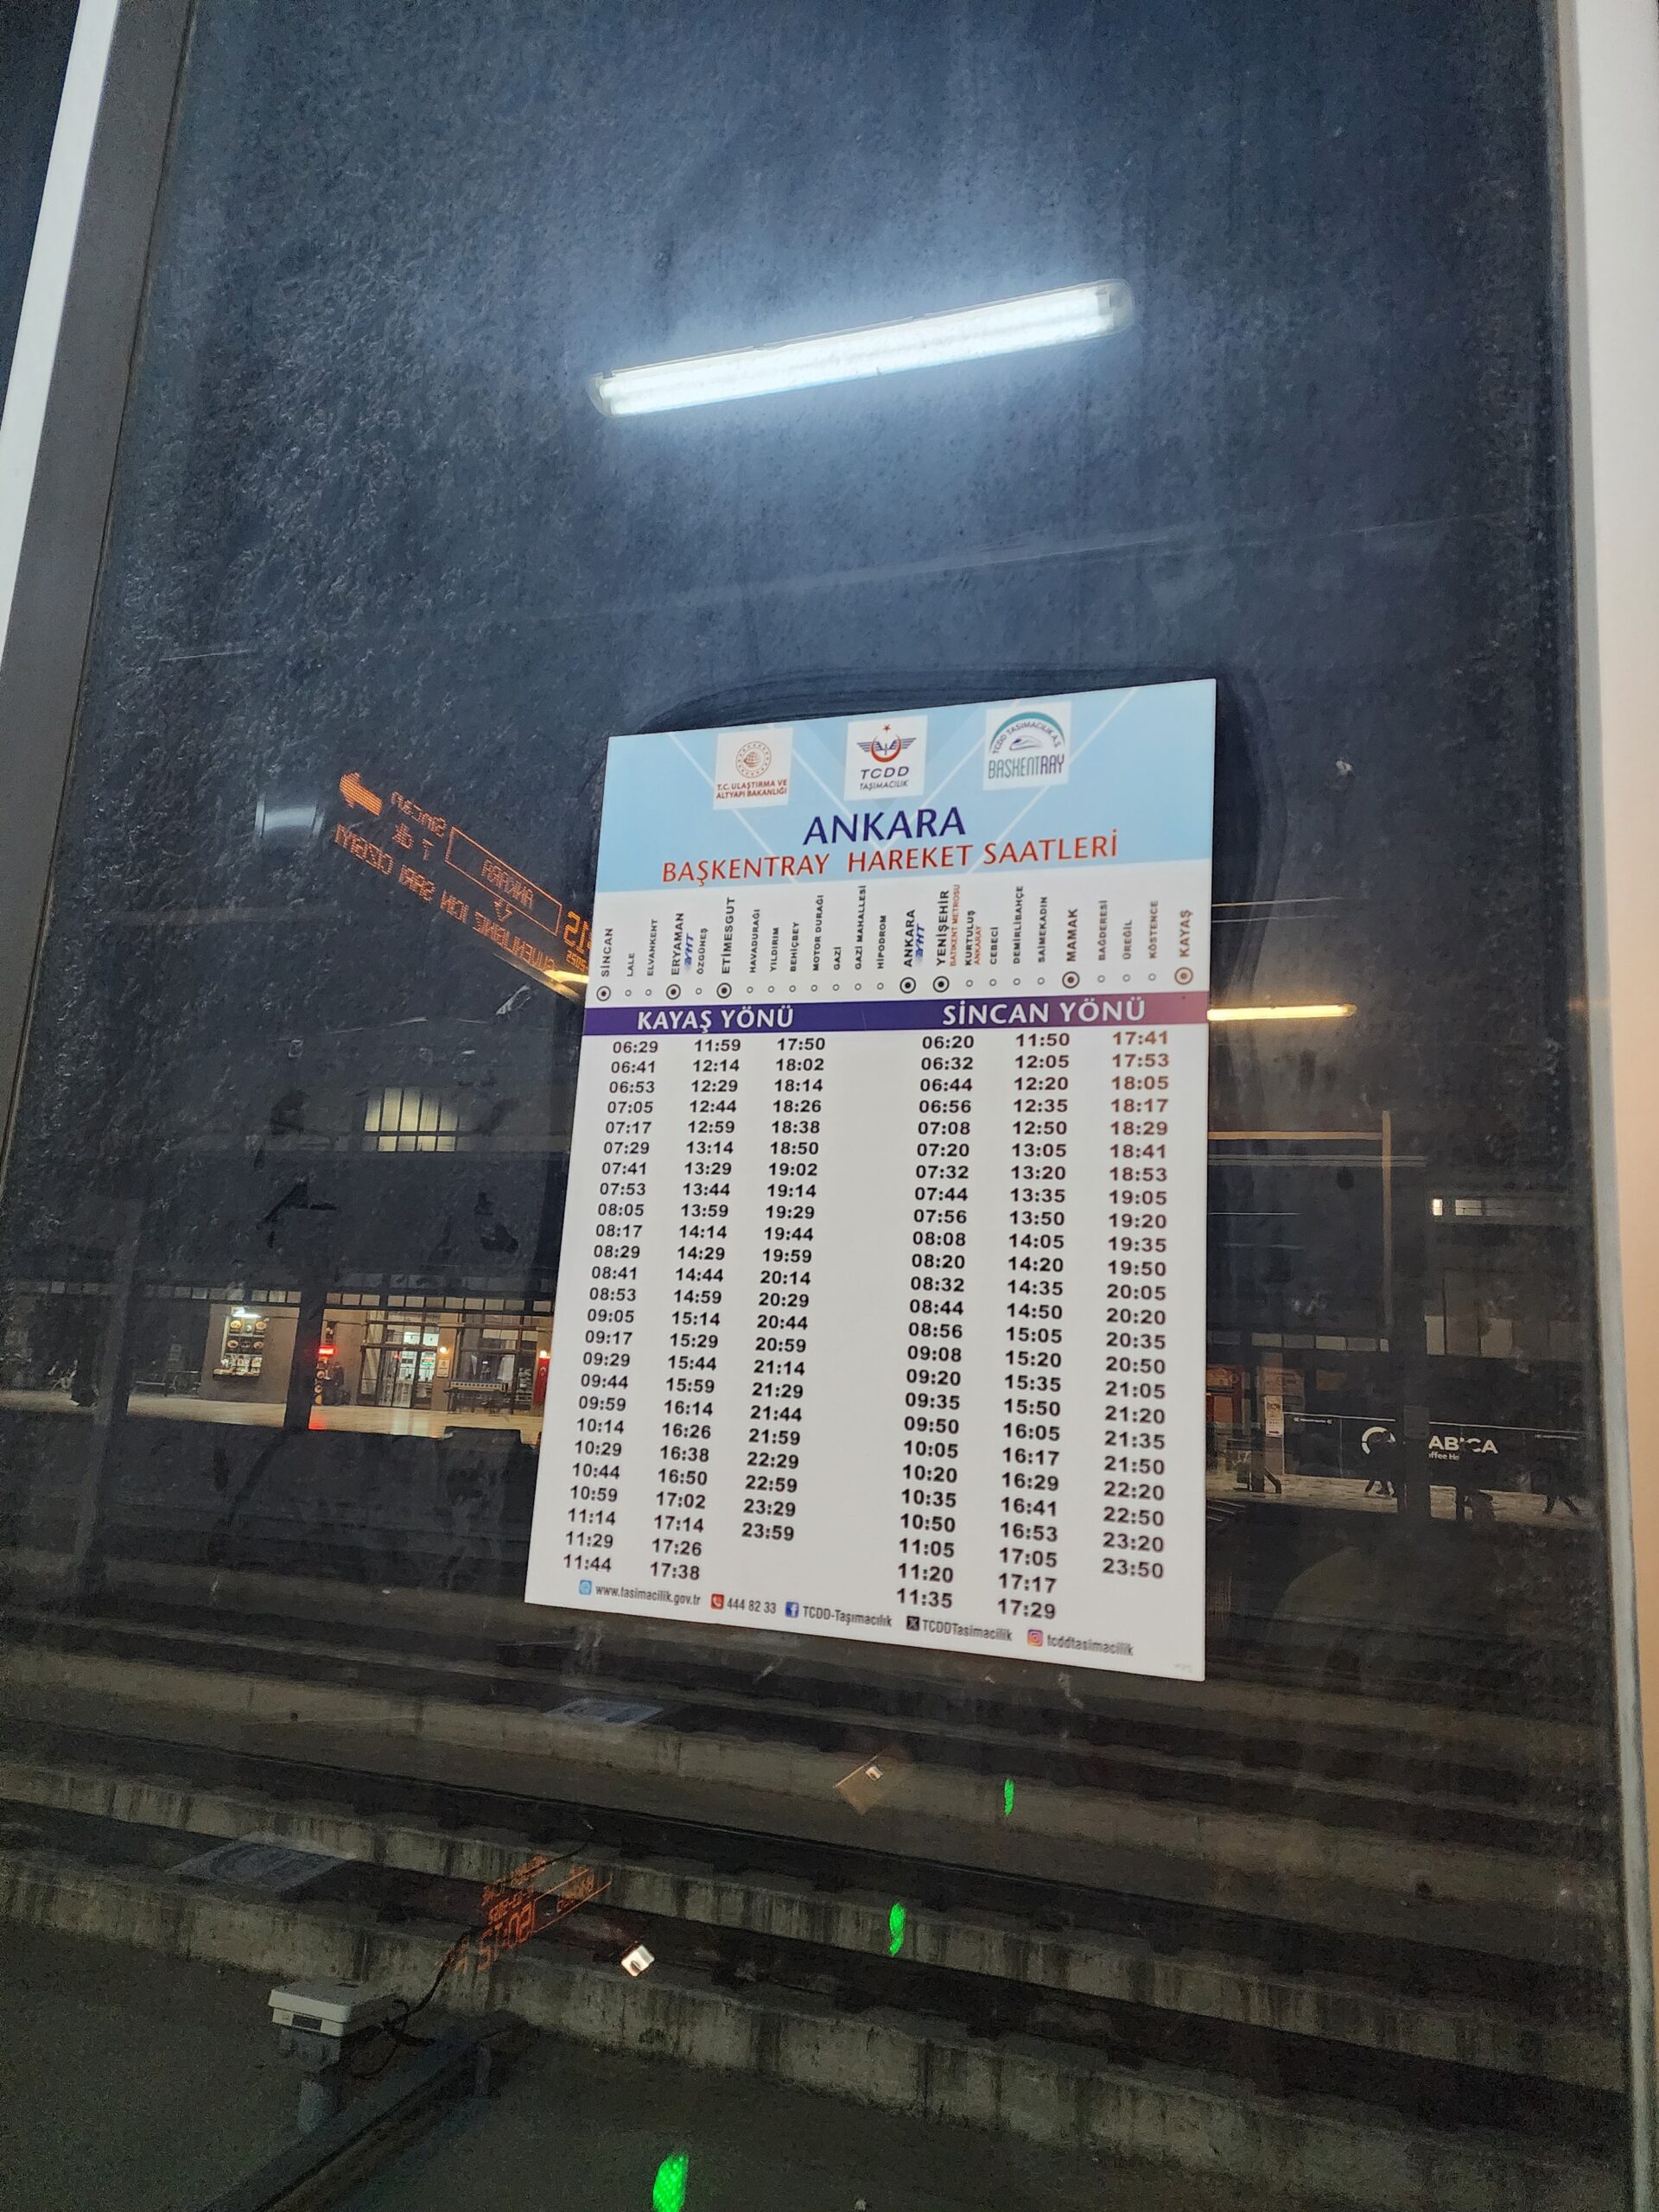 T.C. ULAŞTIRMA VE
ALTYAPI BAKANLIĞI
TCDD
TAŞIMACILIK
TCDD TAŞIMACILIK A.Ş.
BAŞKENTRAY
ANKARA
BAŞKENTRAY HAREKET SAATLERİ
SİNCAN
LALE
ELVANKENT
ERYAMAN
YHT
ÖZGÜNEŞ
ETİMESGUT
HAVADURAĞI
YILDIRIM
BEHİÇBEY
MOTOR DURAĞI
GAZİ
GAZİ MAHALLESİ
HİPODROM
ANKARA
YHT
YENİŞEHİR
BATIKENT METROSU
KURTULUŞ
ANKARAY
CEBECİ
DEMİRLİBAHÇE
SAİMEKADIN
MAMAK
BAĞDERESİ
ÜREĞİL
KÖSTENCE
KAYAŞ
KAYAŞ YÖNÜ SİNCAN YÖNÜ
06:29 11:59 17:50 06:20 11:50 17:41
06:41 12:14 18:02 06:32 12:05 17:53
06:53 12:29 18:14 06:44 12:20 18:05
07:05 12:44 18:26 06:56 12:35 18:17
07:17 12:59 18:38 07:08 12:50 18:29
07:29 13:14 18:50 07:20 13:05 18:41
07:41 13:29 19:02 07:32 13:20 18:53
07:53 13:44 19:14 07:44 13:35 19:05
08:05 13:59 19:29 07:56 13:50 19:20
08:17 14:14 19:44 08:08 14:05 19:35
08:29 14:29 19:59 08:20 14:20 19:50
08:41 14:44 20:14 08:32 14:35 20:05
08:53 14:59 20:29 08:44 14:50 20:20
09:05 15:14 20:44 08:56 15:05 20:35
09:17 15:29 20:59 09:08 15:20 20:50
09:29 15:44 21:14 09:20 15:35 21:05
09:44 15:59 21:29 09:35 15:50 21:20
09:59 16:14 21:44 09:50 16:05 21:35
10:14 16:26 21:59 10:05 16:17 21:50
10:29 16:38 22:29 10:20 16:29 22:20
10:44 16:50 22:59 10:35 16:41 22:50
10:59 17:02 23:29 10:50 16:53 23:20
11:14 17:14 23:59 11:05 17:05 23:50
11:29 17:26 11:20 17:17
11:44 17:38 11:35 17:29
www.tasimacilik.gov.tr 444 82 33 TCDD-Taşımacılık TCDDTasimacilik tcddtasimacilik
Sincan
ANKARA
GÜVENLİĞİNİZ İÇİN SARI ÇİZGİYİ